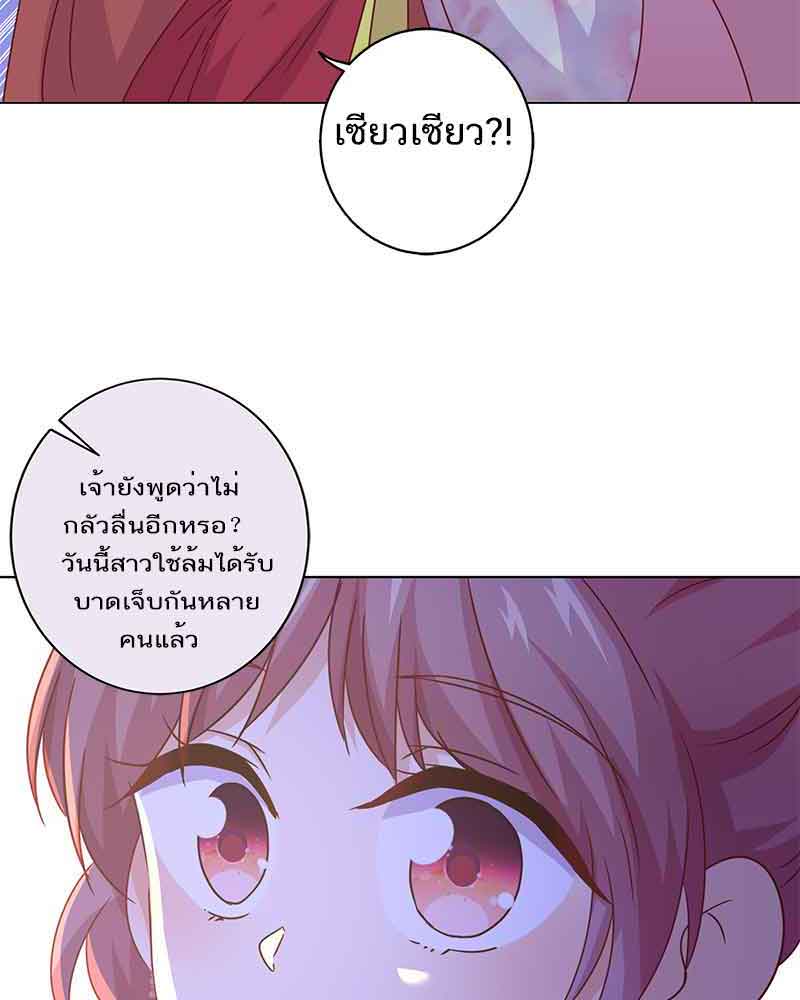 เซียวเซียว?!
เจ้ายังพูดว่าไม่
กลัวลื่นอีกหรอ?
วันนี้สาวใช้ล้มได้รับ
บาดเจ็บกันหลาย
คนแล้ว